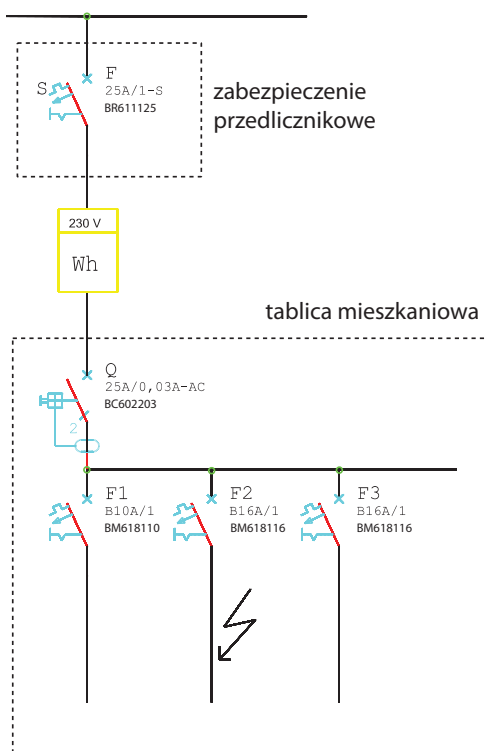 S
F
25A/1-S
BR611125
zabezpieczenie
przedlicznikowe
230 V
Wh
tablica mieszkaniowa
Q
25A/0,03A-AC
BC602203
2
F1
B10A/1
BM618110
F2
B16A/1
BM618116
F3
B16A/1
BM618116